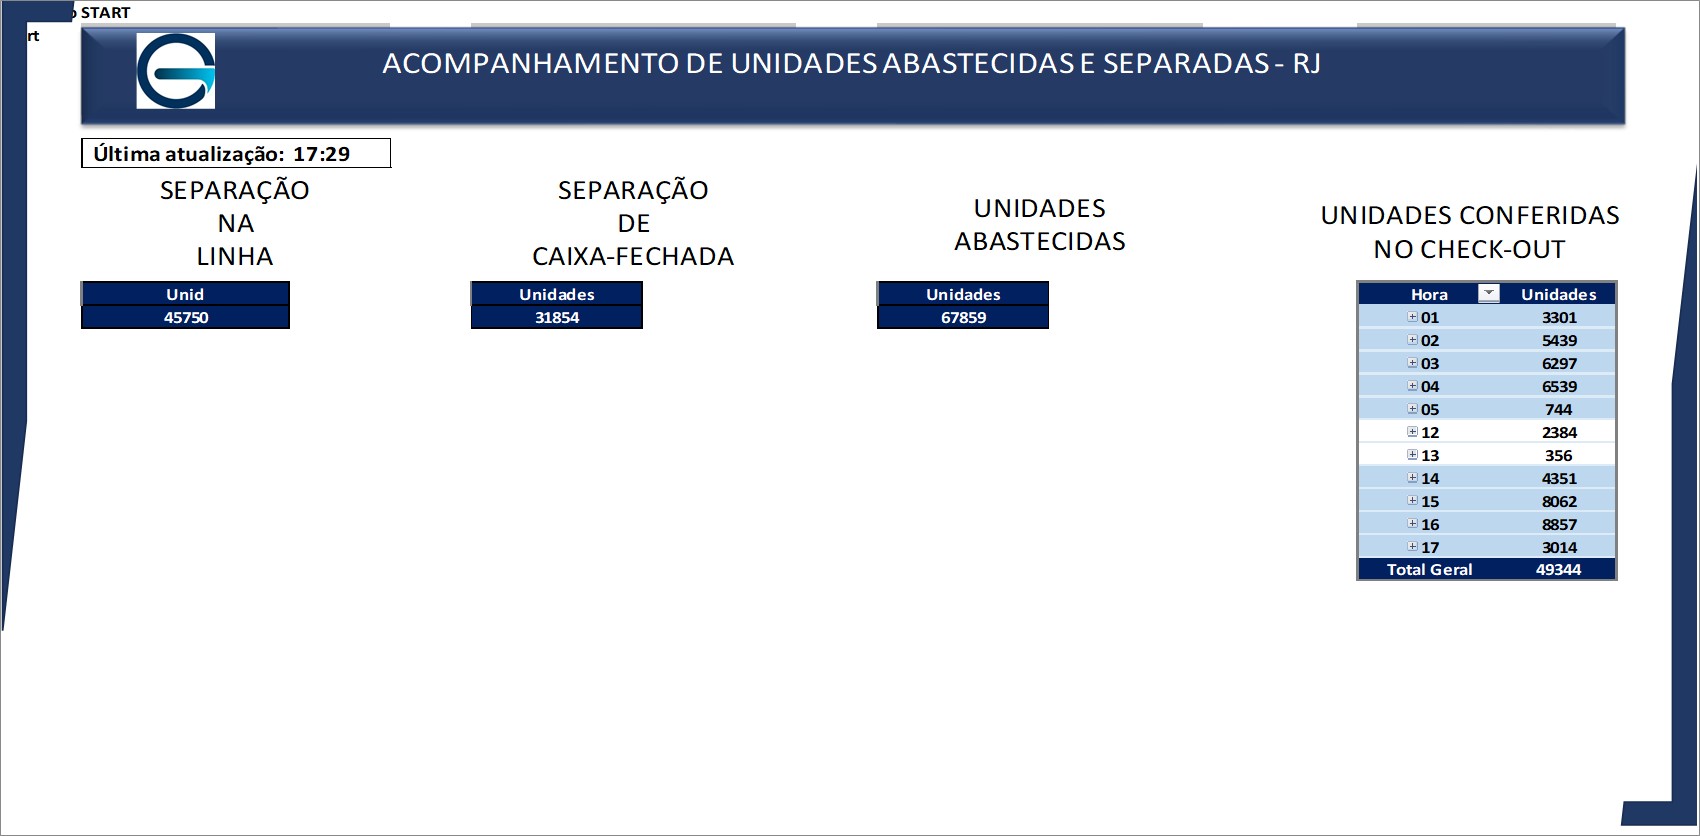 START
rt
ACOMPANHAMENTO DE UNIDADES ABASTECIDAS E SEPARADAS - RJ
Última atualização: 17:29
SEPARAÇÃO
NA
LINHA
Unid
45750
SEPARAÇÃO
DE
CAIXA-FECHADA
Unidades
31854
UNIDADES
ABASTECIDAS
Unidades
67859
UNIDADES CONFERIDAS
NO CHECK-OUT
Hora Unidades
01 3301
02 5439
03 6297
04 6539
05 744
12 2384
13 356
14 4351
15 8062
16 8857
17 3014
Total Geral 49344